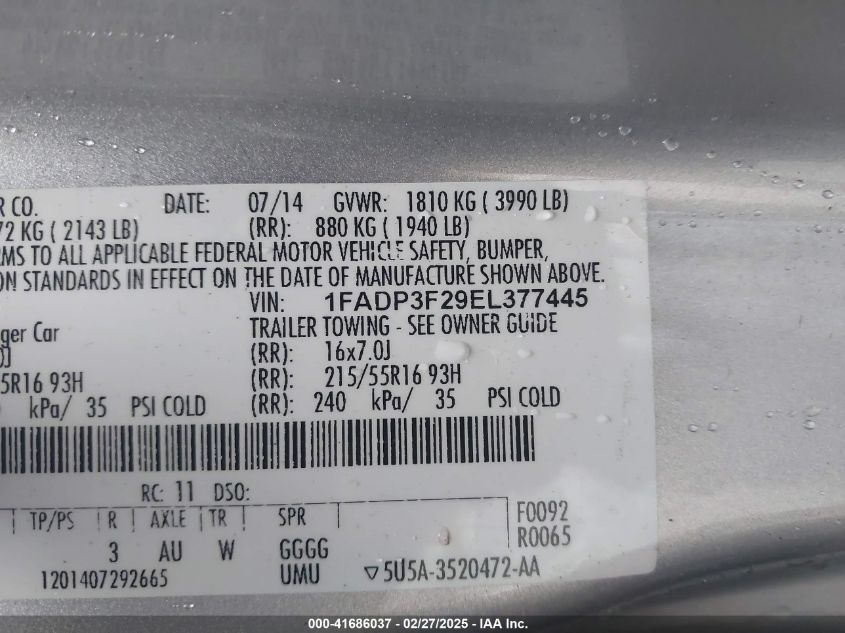 R CO. DATE: 07/14 GVWR: 1810 KG ( 3990 LB)
72 KG ( 2143 LB) (RR): 880 KG ( 1940 LB)
RMS TO ALL APPLICABLE FEDERAL MOTOR VEHICLE SAFETY, BUMPER,
ON STANDARDS IN EFFECT ON THE DATE OF MANUFACTURE SHOWN ABOVE.
VIN: 1FADP3F29EL377445
ger Car TRAILER TOWING - SEE OWNER GUIDE
0J (RR): 16x7.0J
5R16 93H (RR): 215/55R16 93H
kPa/ 35 PSI COLD (RR): 240 kPa/ 35 PSI COLD
RC: 11 DSO:
TP/PS R AXLE TR SPR F0092
R0065
3 AU W GGGG
1201407292665 UMU ▽5U5A-3520472-AA
000-41686037 - 02/27/2025 - IAAI, Inc.